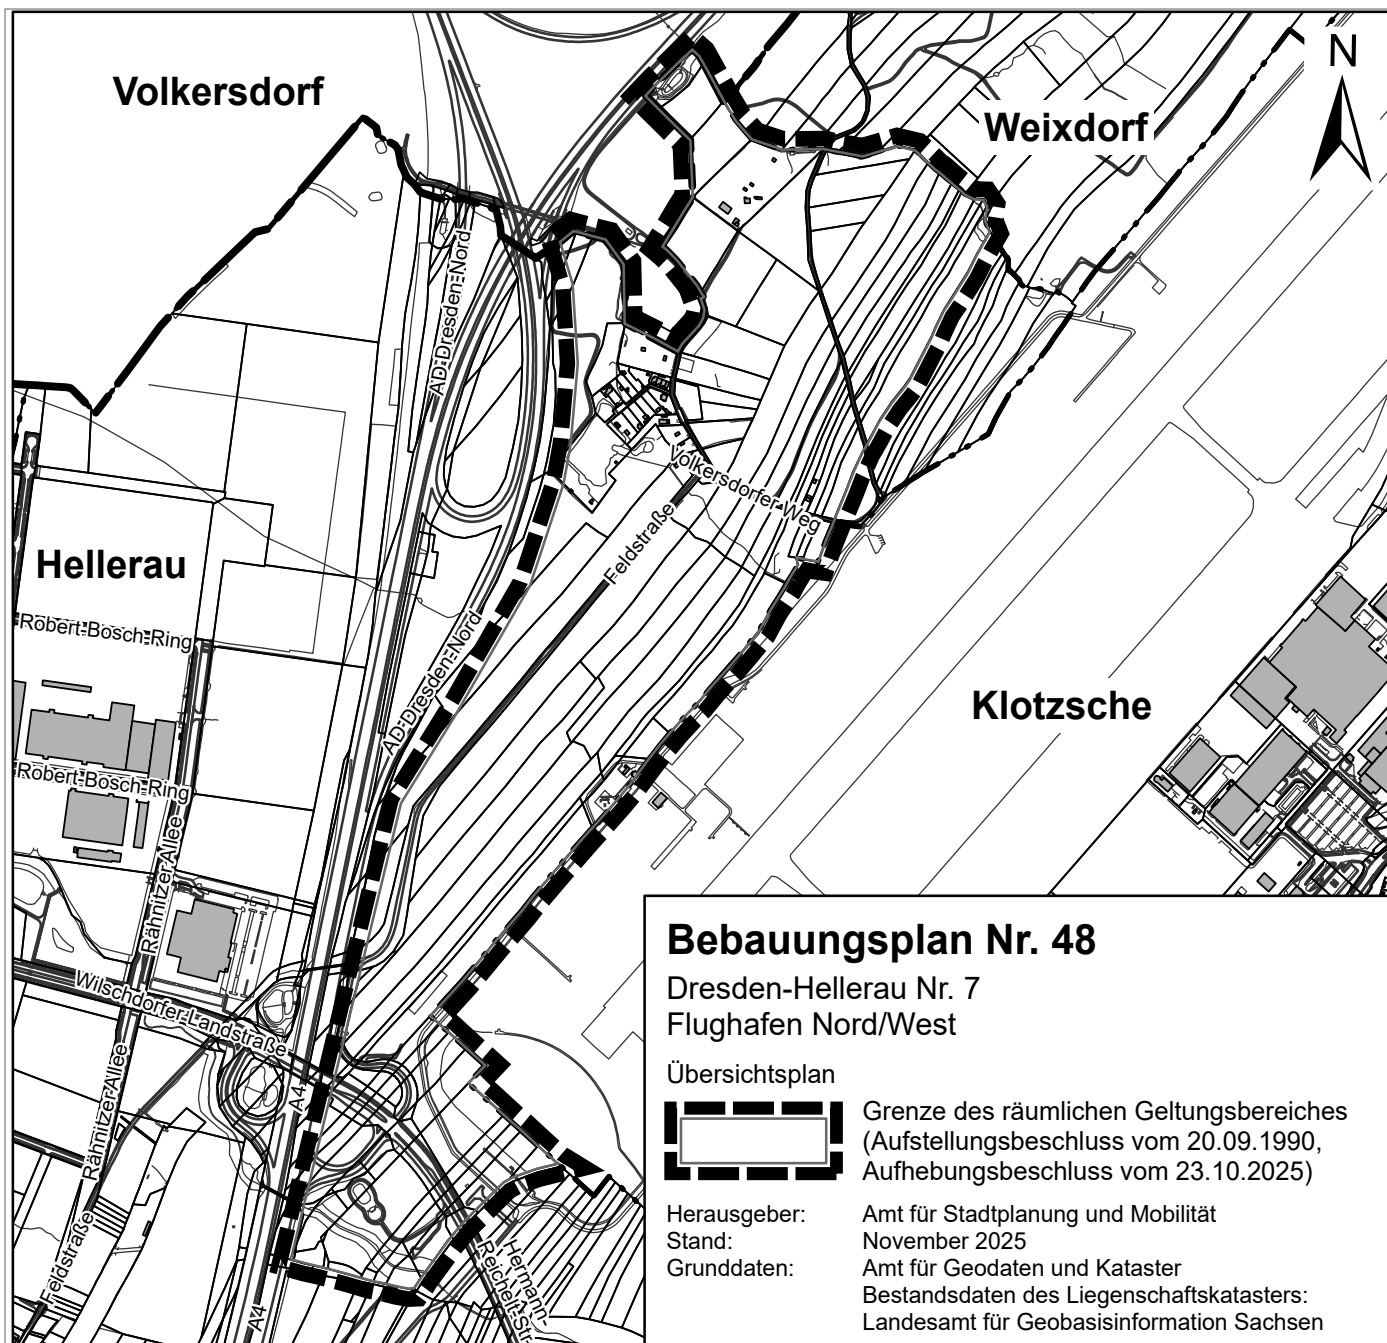 N
Volkersdorf
Weixdorf
AD-Dresden-Nord
Volkersdorfer-Weg
Feldstraße
Hellerau
Robert-Bosch-Ring
AD-Dresden-Nord
Klotzsche
Robert-Bosch-Ring
Rähnitzer-Allee
Wilschdorfer-Landstraße
A4
Rähnitzer-Allee
Feldstraße
A4
Hermann-
Reichelt-Str.
Bebauungsplan Nr. 48
Dresden-Hellerau Nr. 7
Flughafen Nord/West
Übersichtsplan
Grenze des räumlichen Geltungsbereiches
(Aufstellungsbeschluss vom 20.09.1990,
Aufhebungsbeschluss vom 23.10.2025)
Herausgeber: Amt für Stadtplanung und Mobilität
Stand: November 2025
Grunddaten: Amt für Geodaten und Kataster
Bestandsdaten des Liegenschaftskatasters:
Landesamt für Geobasisinformation Sachsen